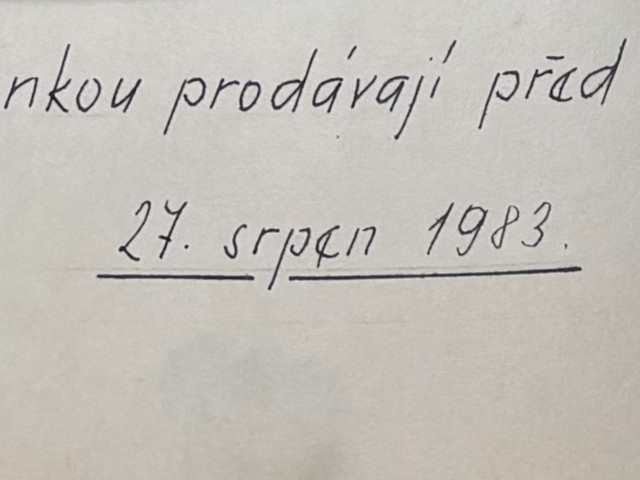 nkou prodávají před
27. srpen 1983.